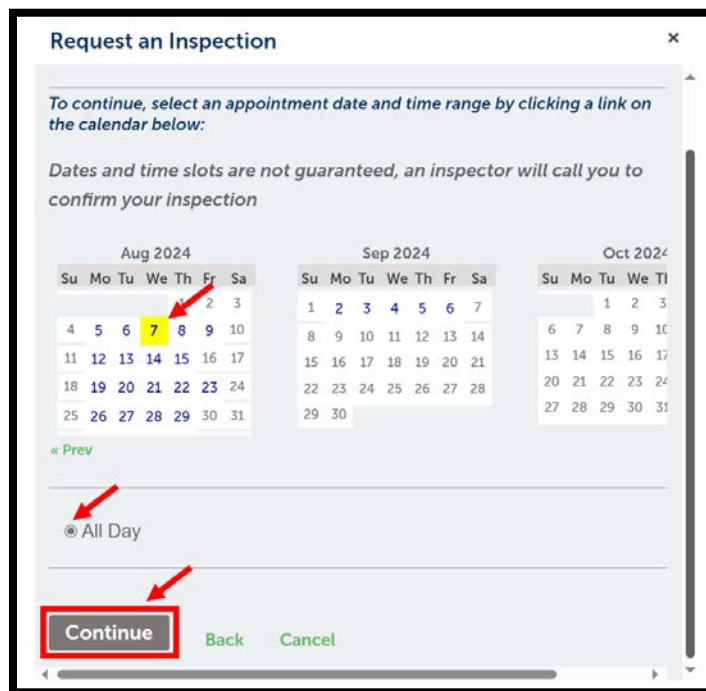 Request an Inspection ×
To continue, select an appointment date and time range by clicking a link on
the calendar below:
Dates and time slots are not guaranteed, an inspector will call you to
confirm your inspection
Aug 2024 Sep 2024 Oct 2024
Su Mo Tu We Th Fr Sa Su Mo Tu We Th Fr Sa Su Mo Tu We
2 3 1 2 3 4 5 6 7 1 2 3
4 5 6 7 8 9 10 8 9 10 11 12 13 14 6 7 8 9 10
11 12 13 14 15 16 17 15 16 17 18 19 20 21 13 14 15 16 17
18 19 20 21 22 23 24 22 23 24 25 26 27 28 20 21 22 23 24
25 26 27 28 29 30 31 29 30 27 28 29 30 31
« Prev
All Day
Continue Back Cancel